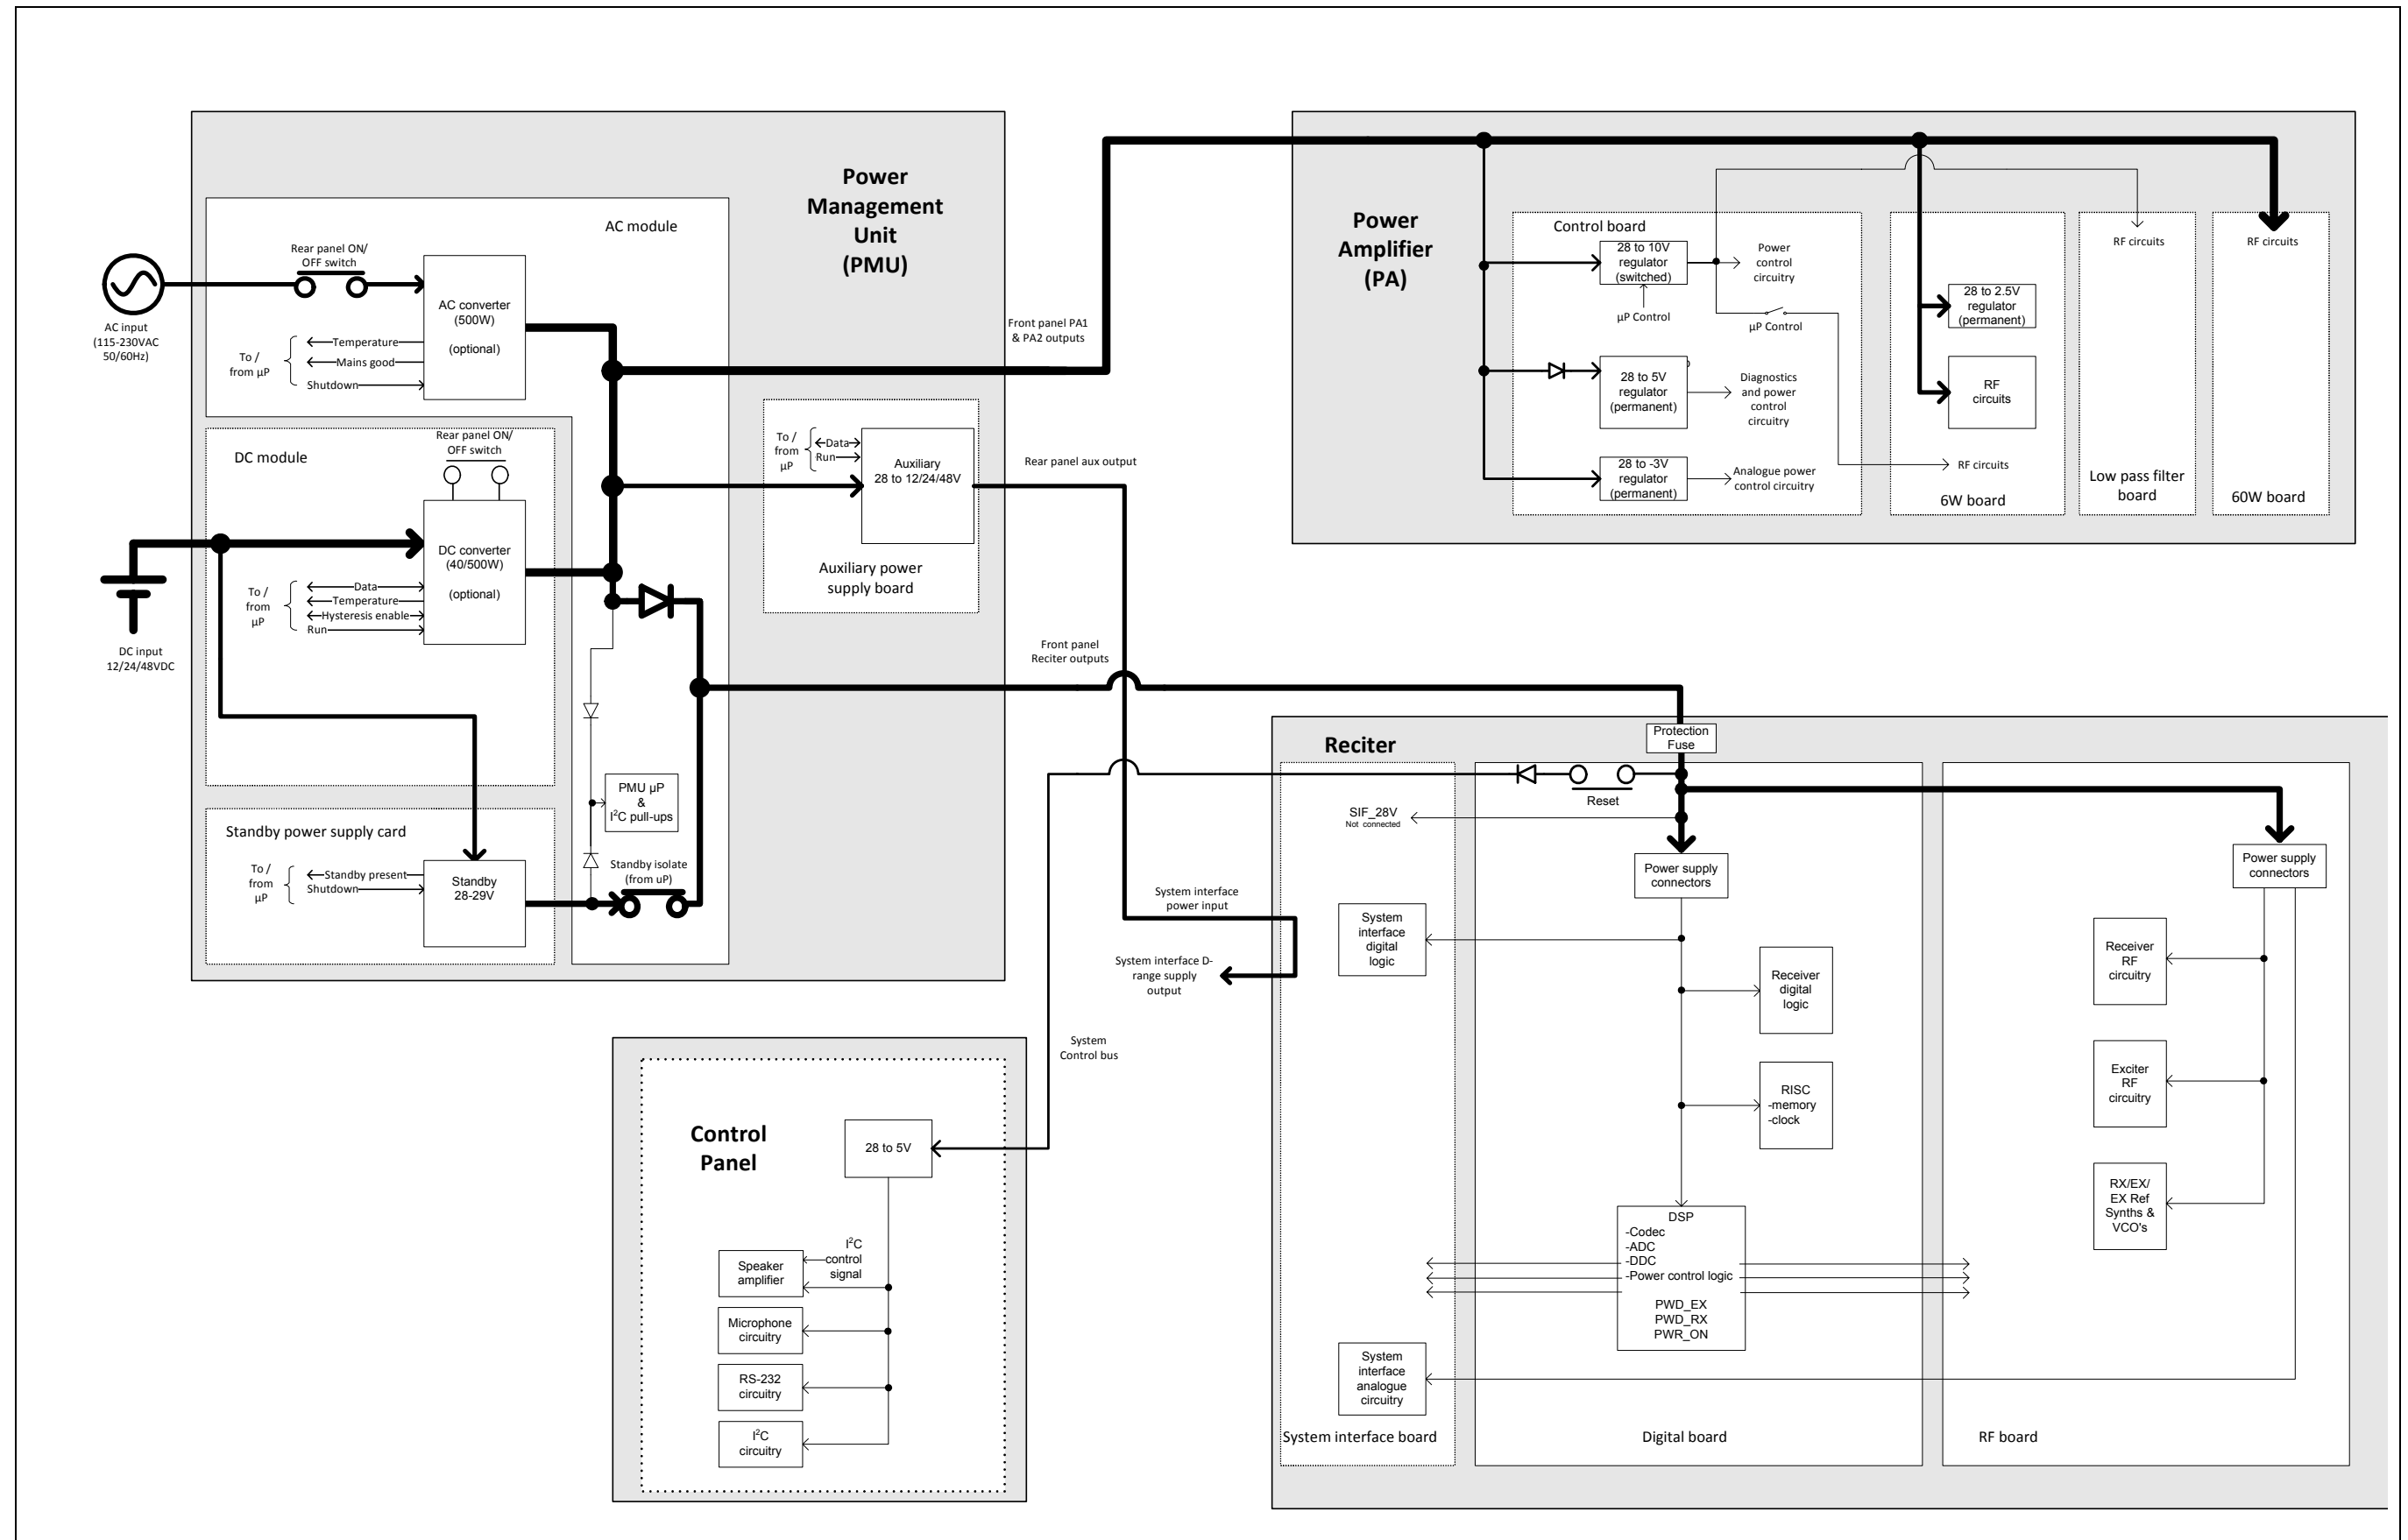 Power
Management
Unit
(PMU)
AC module
Rear panel ON/
OFF switch
AC converter
(500W)
(optional)
AC input
(115-230VAC
50/60Hz)
To /
from µP
Temperature
Mains good
Shutdown
DC module
Rear panel ON/
OFF switch
DC converter
(40/500W)
(optional)
To /
from
µP
Data
Temperature
Hysteresis enable
Run
DC input
12/24/48VDC
Standby power supply card
To /
from
µP
Standby present
Shutdown
Standby
28-29V
PMU µP
&
I²C pull-ups
Standby isolate
(from uP)
To /
from
µP
Data
Run
Auxiliary
28 to 12/24/48V
Auxiliary power
supply board
Front panel PA1
& PA2 outputs
Rear panel aux output
Front panel
Reciter outputs
Power
Amplifier
(PA)
Control board
28 to 10V
regulator
(switched)
µP Control
Power
control
circuitry
µP Control
28 to 5V
regulator
(permanent)
Diagnostics
and power
control
circuitry
28 to -3V
regulator
(permanent)
Analogue power
control circuitry
28 to 2.5V
regulator
(permanent)
RF
circuits
RF circuits
6W board
RF circuits
Low pass filter
board
RF circuits
60W board
Reciter
Protection
Fuse
Reset
SIF_28V
Not connected
Power supply
connectors
Power supply
connectors
System interface
power input
System interface D-
range supply
output
System
interface
digital
logic
Receiver
digital
logic
RISC
-memory
-clock
Receiver
RF
circuitry
Exciter
RF
circuitry
RX/EX/
EX Ref
Synths &
VCO's
DSP
-Codec
-ADC
-DDC
-Power control logic
PWD_EX
PWD_RX
PWR_ON
System
interface
analogue
circuitry
System interface board
Digital board
RF board
System
Control bus
Control
Panel
28 to 5V
I²C
control
signal
Speaker
amplifier
Microphone
circuitry
RS-232
circuitry
I²C
circuitry